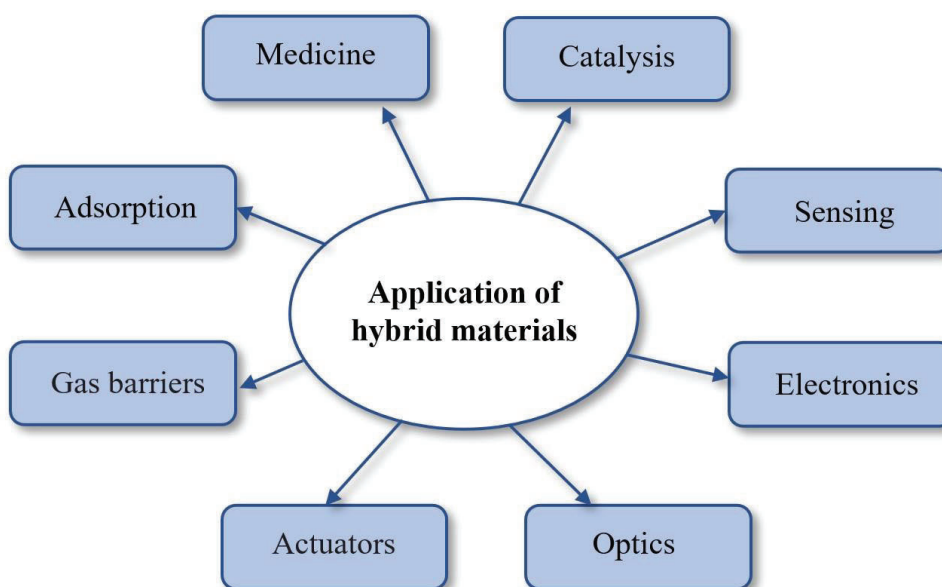 Medicine
Catalysis
Adsorption
Sensing
Application of
hybrid materials
Gas barriers
Electronics
Actuators
Optics